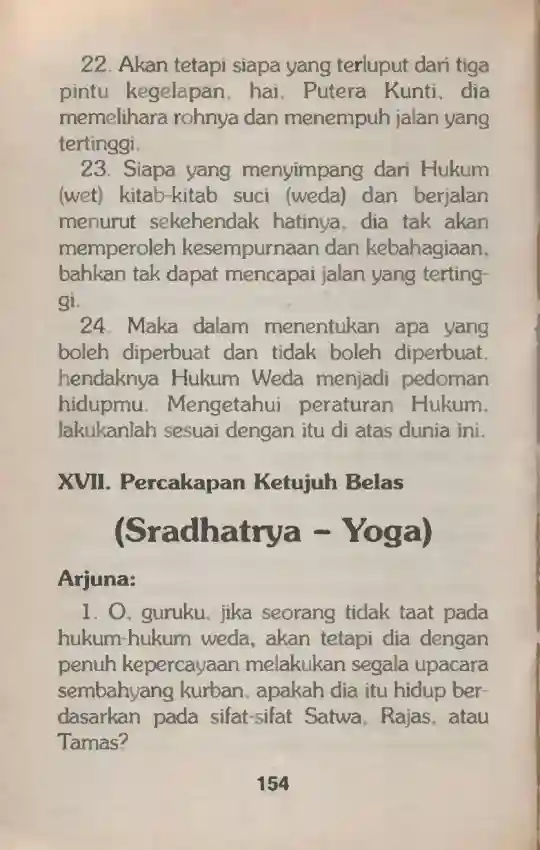 22. Akan tetapi siapa yang terluput dari tiga
pintu kegelapan, hai, Putera Kunti, dia
memelihara rohnya dan menempuh jalan yang
tertinggi.
23. Siapa yang menyimpang dari Hukum
(wet) kitab-kitab suci (weda) dan berjalan
menurut sekehendak hatinya, dia tak akan
memperoleh kesempurnaan dan kebahagiaan,
bahkan tak dapat mencapai jalan yang terting-
gi.
24. Maka dalam menentukan apa yang
boleh diperbuat dan tidak boleh diperbuat,
hendaknya Hukum Weda menjadi pedoman
hidupmu. Mengetahui peraturan Hukum,
lakukanlah sesuai dengan itu di atas dunia ini.
XVII. Percakapan Ketujuh Belas
(Sradhatrya – Yoga)
Arjuna:
1. O, guruku, jika seorang tidak taat pada
hukum-hukum weda, akan tetapi dia dengan
penuh kepercayaan melakukan segala upacara
sembahyang kurban, apakah dia itu hidup ber-
dasarkan pada sifat-sifat Satwa, Rajas, atau
Tamas?
154